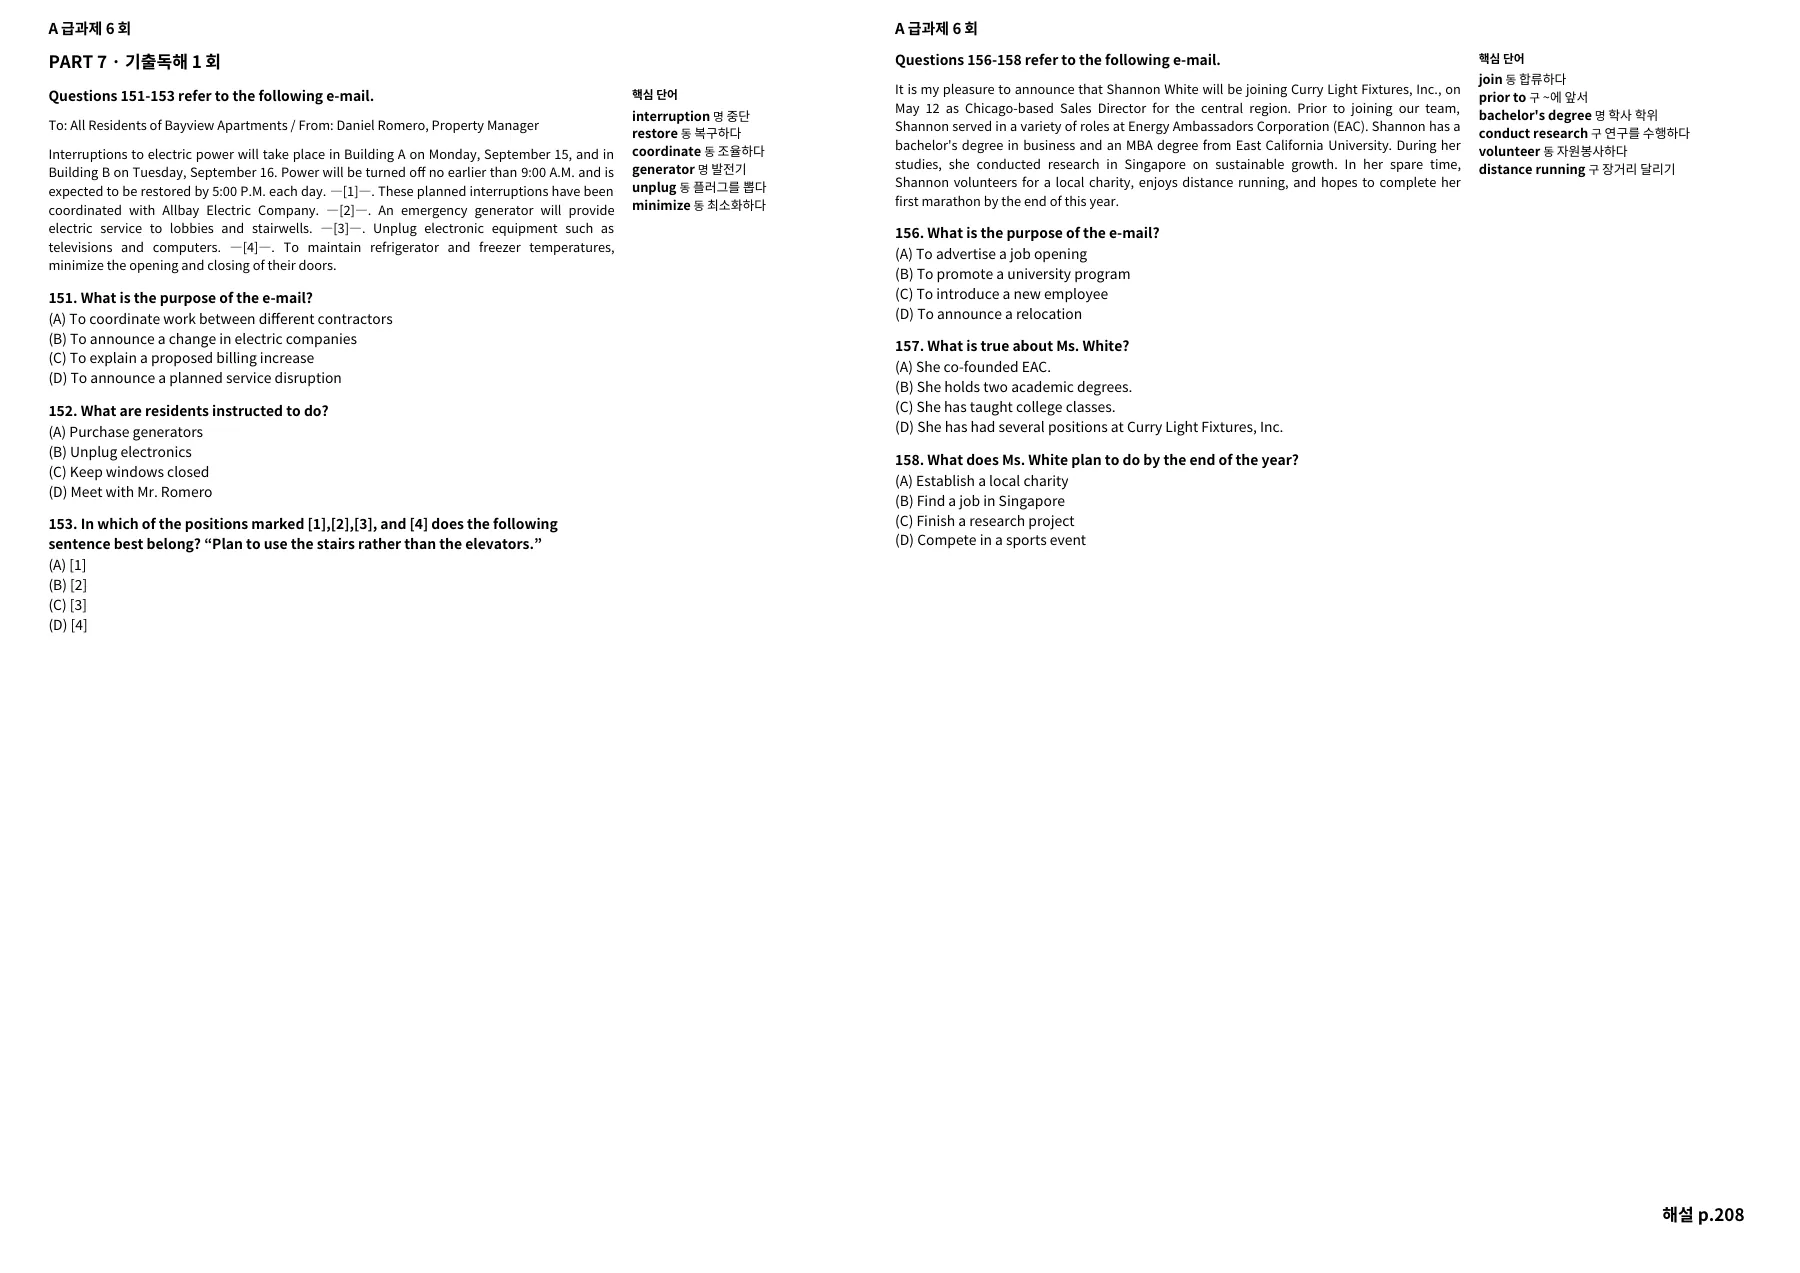 A 급과제 6 회
PART 7 · 기출독해 1 회
Questions 151-153 refer to the following e-mail.
To: All Residents of Bayview Apartments / From: Daniel Romero, Property Manager
Interruptions to electric power will take place in Building A on Monday, September 15, and in
Building B on Tuesday, September 16. Power will be turned off no earlier than 9:00 A.M. and is
expected to be restored by 5:00 P.M. each day. —[1]—. These planned interruptions have been
coordinated with Allbay Electric Company. —[2]—. An emergency generator will provide
electric service to lobbies and stairwells. —[3]—. Unplug electronic equipment such as
televisions and computers. —[4]—. To maintain refrigerator and freezer temperatures,
minimize the opening and closing of their doors.
핵심 단어
interruption 명 중단
restore 동 복구하다
coordinate 동 조율하다
generator 명 발전기
unplug 동 플러그를 뽑다
minimize 동 최소화하다
151. What is the purpose of the e-mail?
(A) To coordinate work between different contractors
(B) To announce a change in electric companies
(C) To explain a proposed billing increase
(D) To announce a planned service disruption
152. What are residents instructed to do?
(A) Purchase generators
(B) Unplug electronics
(C) Keep windows closed
(D) Meet with Mr. Romero
153. In which of the positions marked [1],[2],[3], and [4] does the following
sentence best belong? “Plan to use the stairs rather than the elevators.”
(A) [1]
(B) [2]
(C) [3]
(D) [4]
A 급과제 6 회
Questions 156-158 refer to the following e-mail.
It is my pleasure to announce that Shannon White will be joining Curry Light Fixtures, Inc., on
May 12 as Chicago-based Sales Director for the central region. Prior to joining our team,
Shannon served in a variety of roles at Energy Ambassadors Corporation (EAC). Shannon has a
bachelor's degree in business and an MBA degree from East California University. During her
studies, she conducted research in Singapore on sustainable growth. In her spare time,
Shannon volunteers for a local charity, enjoys distance running, and hopes to complete her
first marathon by the end of this year.
핵심 단어
join 동 합류하다
prior to 구 ~에 앞서
bachelor's degree 명 학사 학위
conduct research 구 연구를 수행하다
volunteer 동 자원봉사하다
distance running 구 장거리 달리기
156. What is the purpose of the e-mail?
(A) To advertise a job opening
(B) To promote a university program
(C) To introduce a new employee
(D) To announce a relocation
157. What is true about Ms. White?
(A) She co-founded EAC.
(B) She holds two academic degrees.
(C) She has taught college classes.
(D) She has had several positions at Curry Light Fixtures, Inc.
158. What does Ms. White plan to do by the end of the year?
(A) Establish a local charity
(B) Find a job in Singapore
(C) Finish a research project
(D) Compete in a sports event
해설 p.208